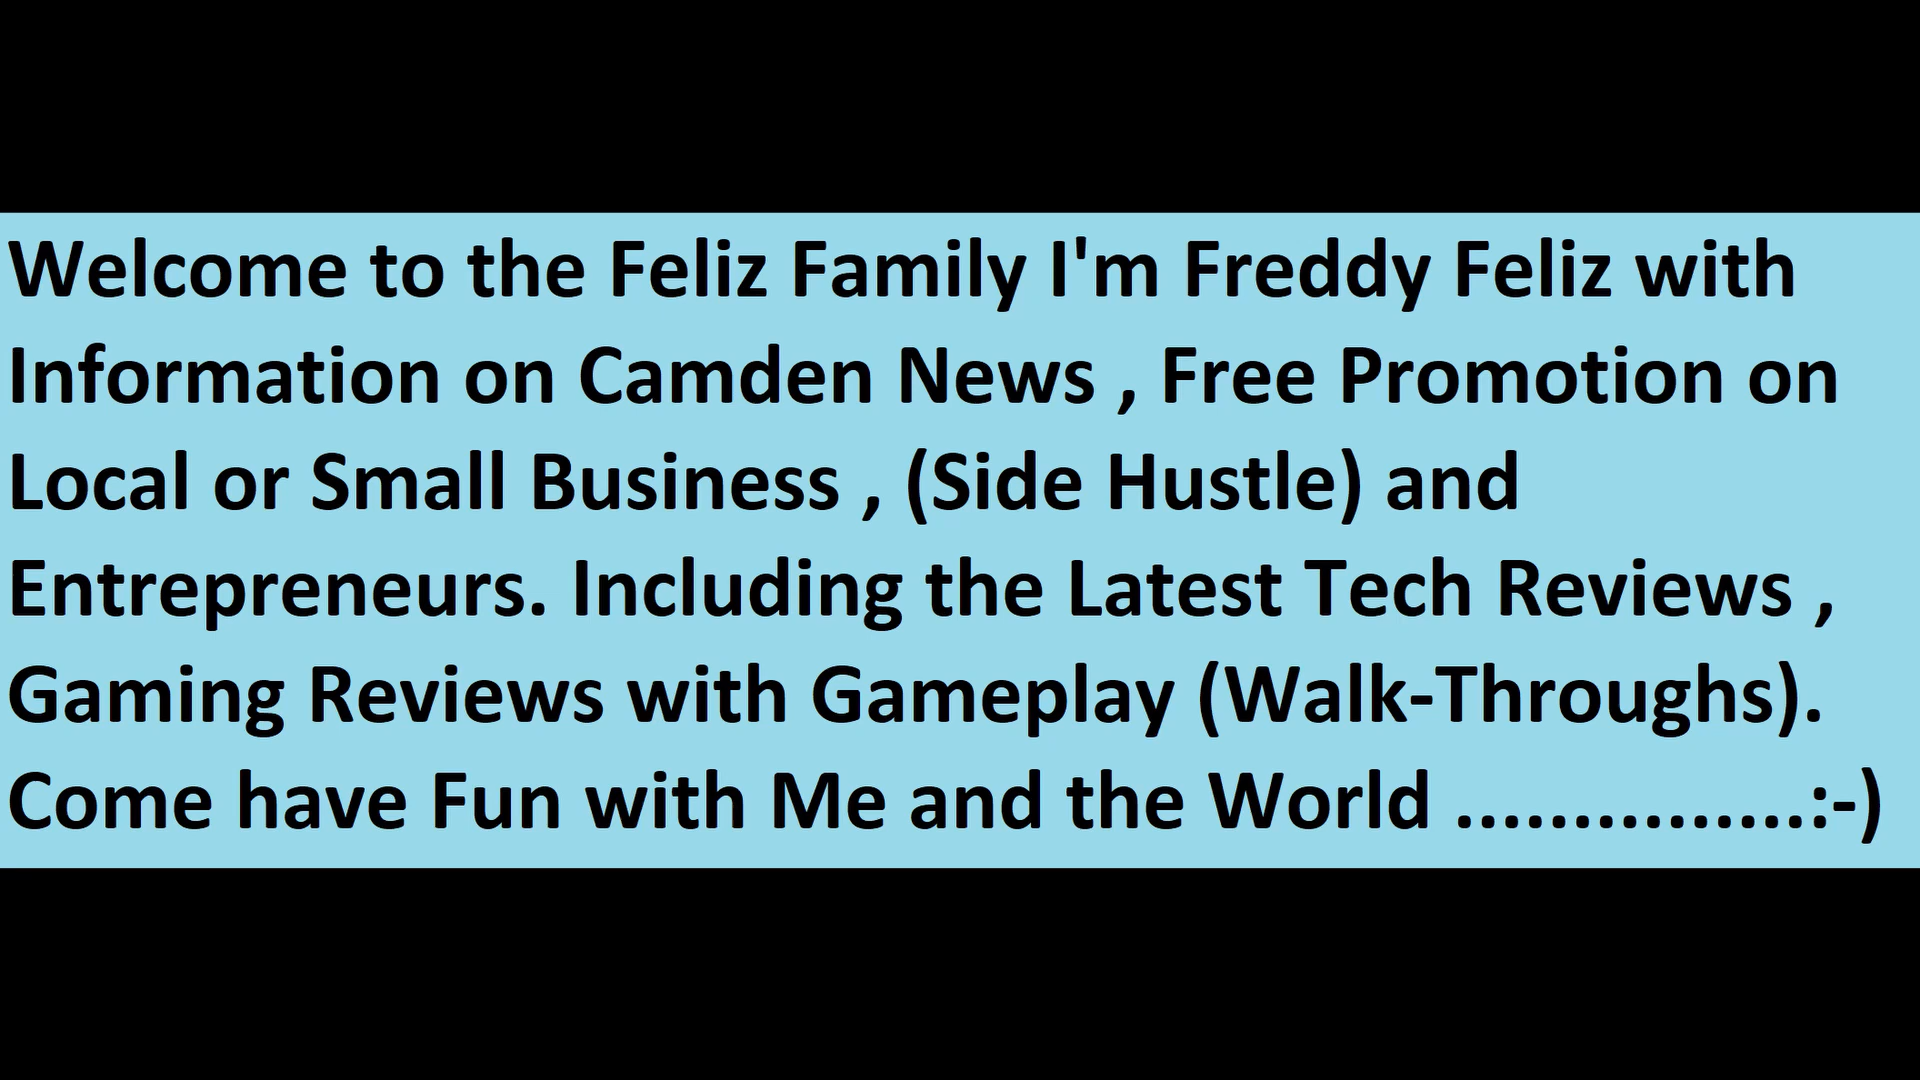 Welcome to the Feliz Family I'm Freddy Feliz with
Information on Camden News , Free Promotion on
Local or Small Business , (Side Hustle) and
Entrepreneurs. Including the Latest Tech Reviews ,
Gaming Reviews with Gameplay (Walk-Throughs).
Come have Fun with Me and the World ...............:-)